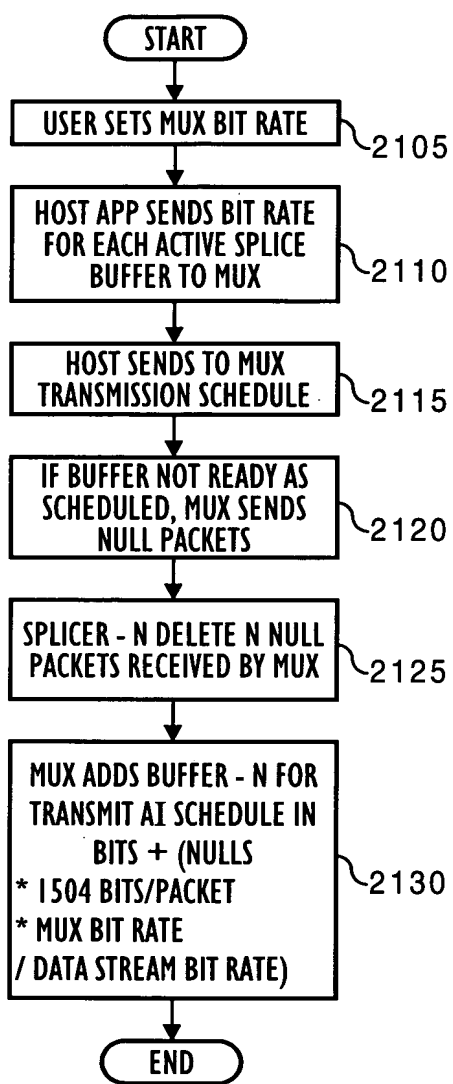 START
USER SETS MUX BIT RATE
2105
HOST APP SENDS BIT RATE
FOR EACH ACTIVE SPLICE
BUFFER TO MUX
2110
HOST SENDS TO MUX
TRANSMISSION SCHEDULE
2115
IF BUFFER NOT READY AS
SCHEDULED, MUX SENDS
NULL PACKETS
2120
SPLICER - N DELETE N NULL
PACKETS RECEIVED BY MUX
2125
MUX ADDS BUFFER - N FOR
TRANSMIT AI SCHEDULE IN
BITS + (NULLS
* 1504 BITS/PACKET
* MUX BIT RATE
/ DATA STREAM BIT RATE)
2130
END